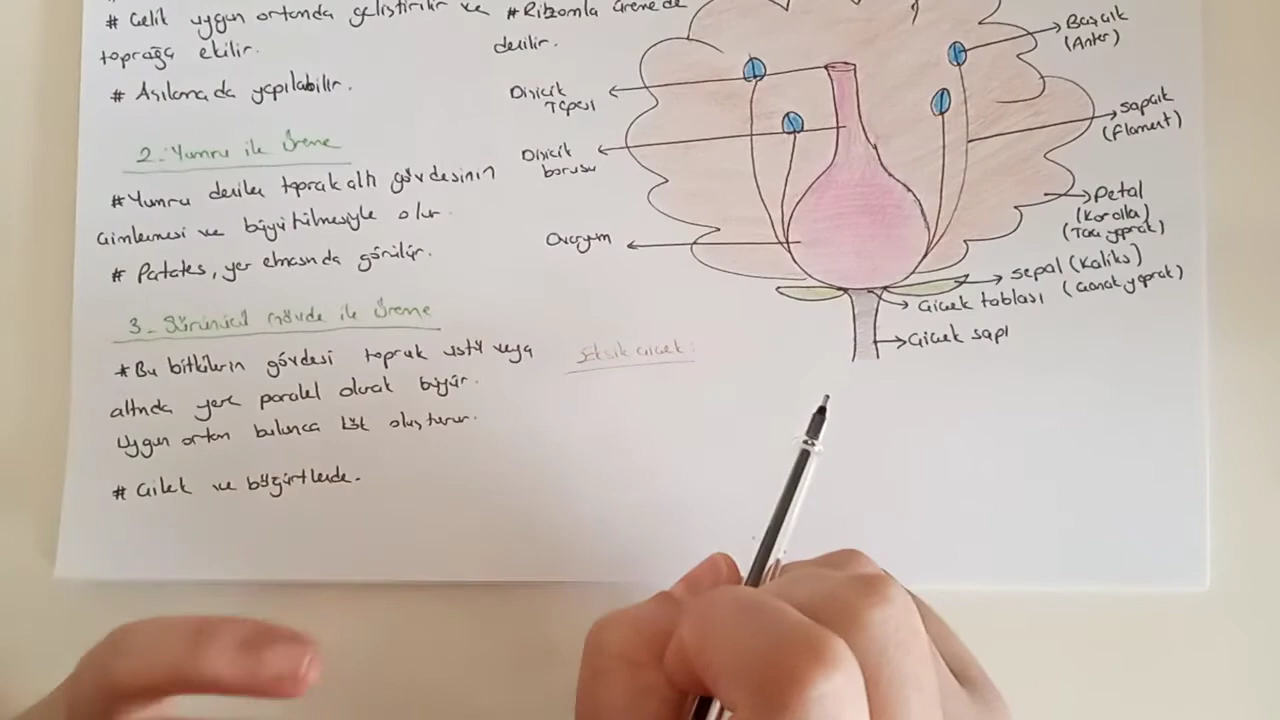 # Çelik uygun ortamda geliştirilir ve
toprağa ekilir.
# Aşılama da yapılabilir.
2- Yumru ile Üreme
# Yumru denilen toprak altı gövdesinin
çimlenmesi ve büyütülmesiyle olur.
# Patates, yer elmasında görülür.
3- Sürünücü Gövde ile Üreme
# Bu bitkilerin gövdesi toprak üstü veya
altında yere paralel olarak büyür.
Uygun ortam bulunca kök oluşturur.
# Çilek ve böğürtlende.
# Rizomla üreme de
denilir.
Dişicik
Tepesi
Dişicik
borusu
Ovaryum
Başçık
(Anter)
sapçık
(flament)
Petal
(Korolla)
(Taç yaprak)
sepal (Kaliks)
(Çanak yaprak)
Çiçek tablası
Çiçek sapı
Eksik çiçek: